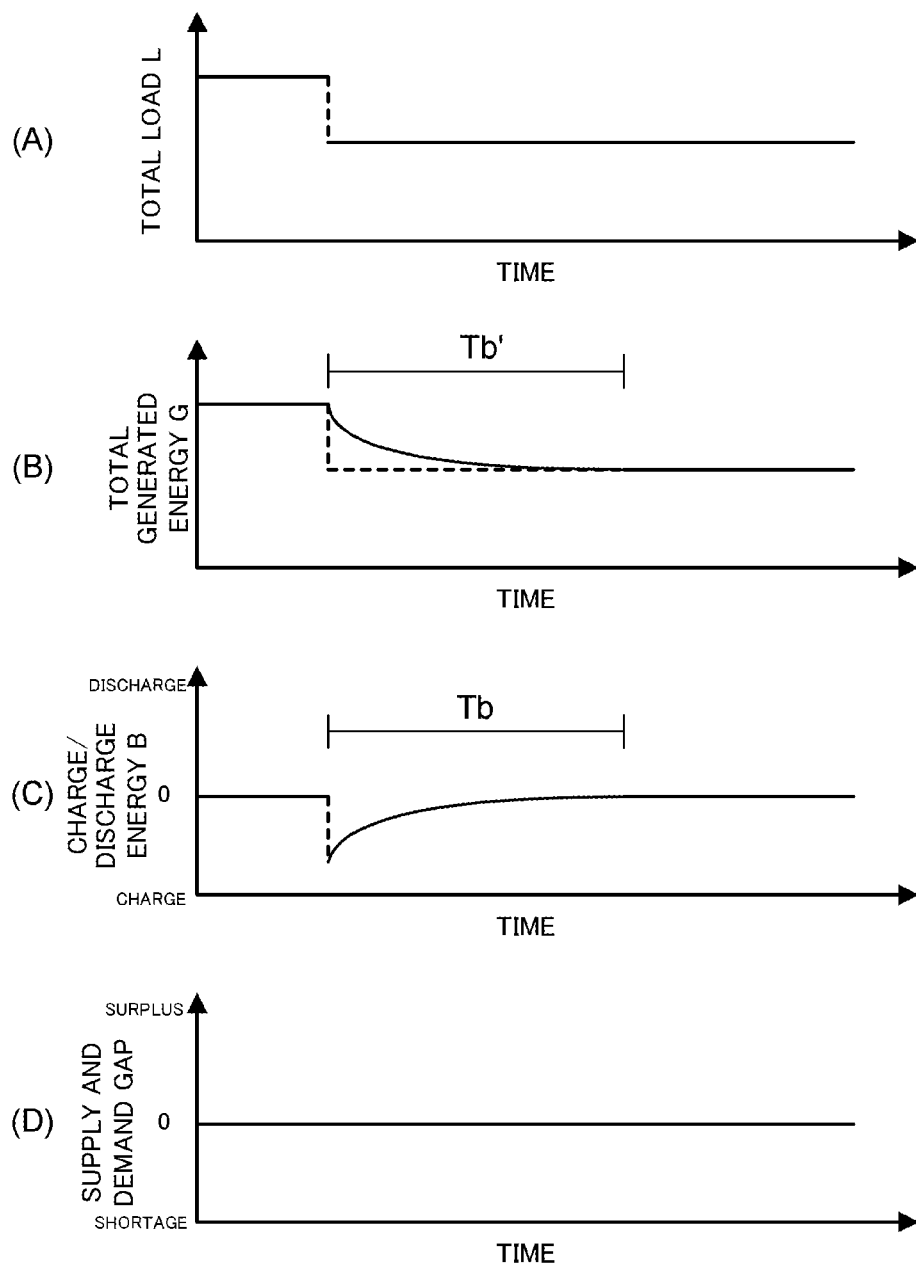 (A)
TOTAL LOAD L
TIME
Tb'
(B)
TOTAL
GENERATED
ENERGY G
TIME
DISCHARGE
Tb
(C)
CHARGE/
DISCHARGE
ENERGY B
0
CHARGE
TIME
SURPLUS
(D)
SUPPLY AND
DEMAND GAP
0
SHORTAGE
TIME